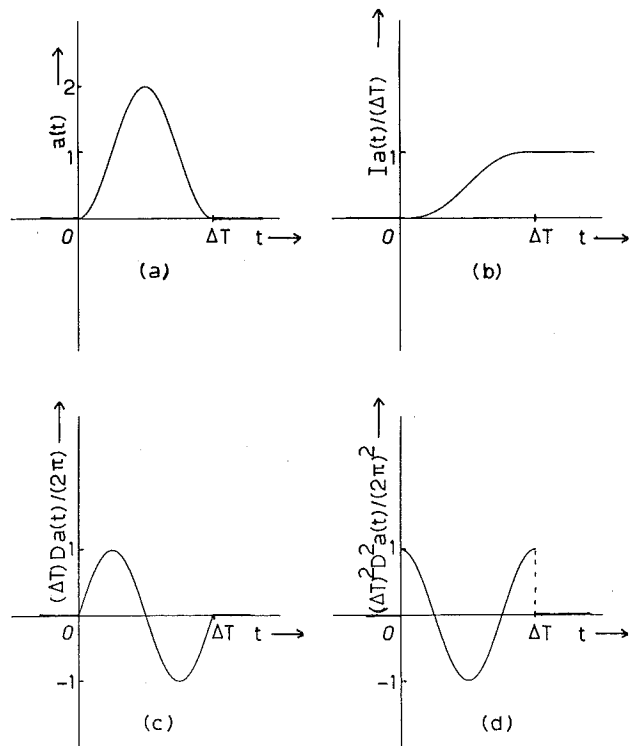 a(t)
2
1
0
ΔT t
(a)
Ia(t)/(ΔT)
1
0
ΔT t
(b)
(ΔT)Da(t)/(2π)
1
0
-1
ΔT t
(c)
(ΔT)²D²a(t)/(2π)²
1
0
-1
ΔT t
(d)